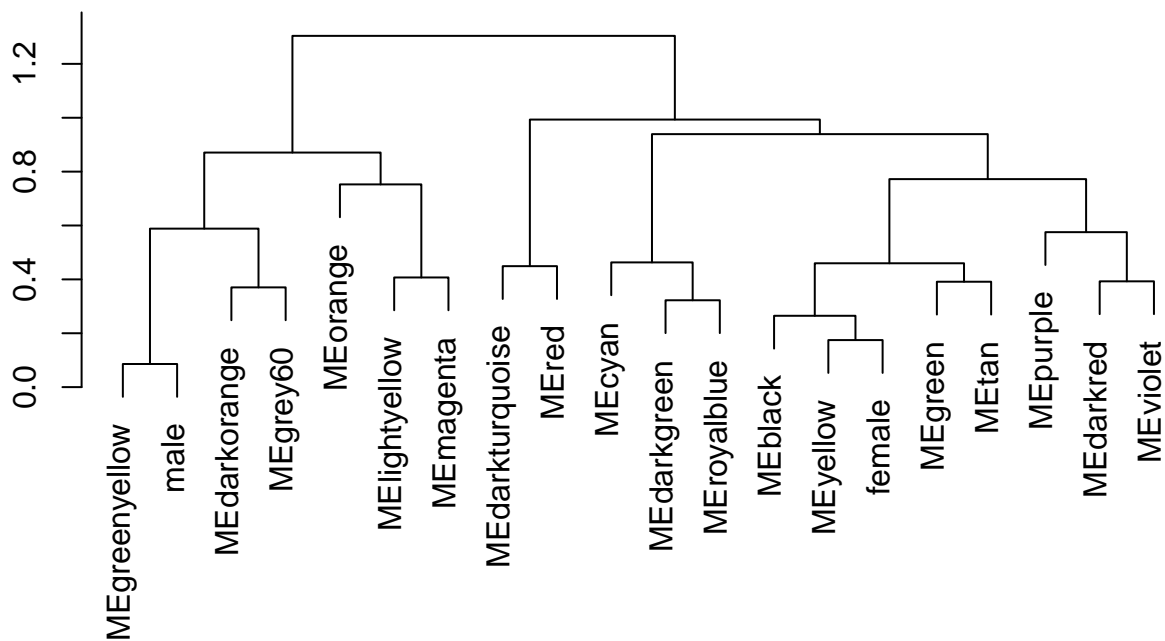 1.2
0.8
0.4
0.0
MEgreenyellow
male
MEdarkorange
MEgrey60
MEorange
MElightyellow
MEmagenta
MEdarkturquoise
MEred
MEcyan
MEdarkgreen
MEroyalblue
MEblack
MEyellow
female
MEgreen
MEtan
MEpurple
MEdarkred
MEviolet